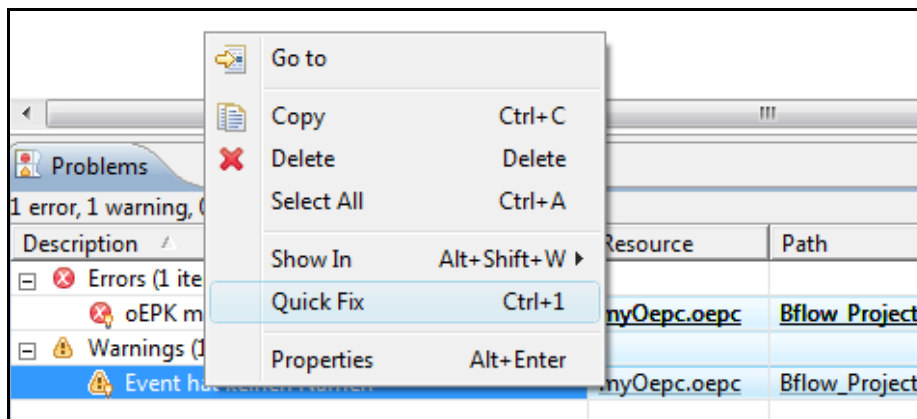 Go to
Copy Ctrl+C
Delete Delete
Select All Ctrl+A
Show In Alt+Shift+W
Quick Fix Ctrl+1
Properties Alt+Enter
Problems
1 error, 1 warning,
Description Resource Path
Errors (1 ite
oEPK m myOepc.oepc Bflow_Project
Warnings (1
Event hat keinen Namen myOepc.oepc Bflow_Project